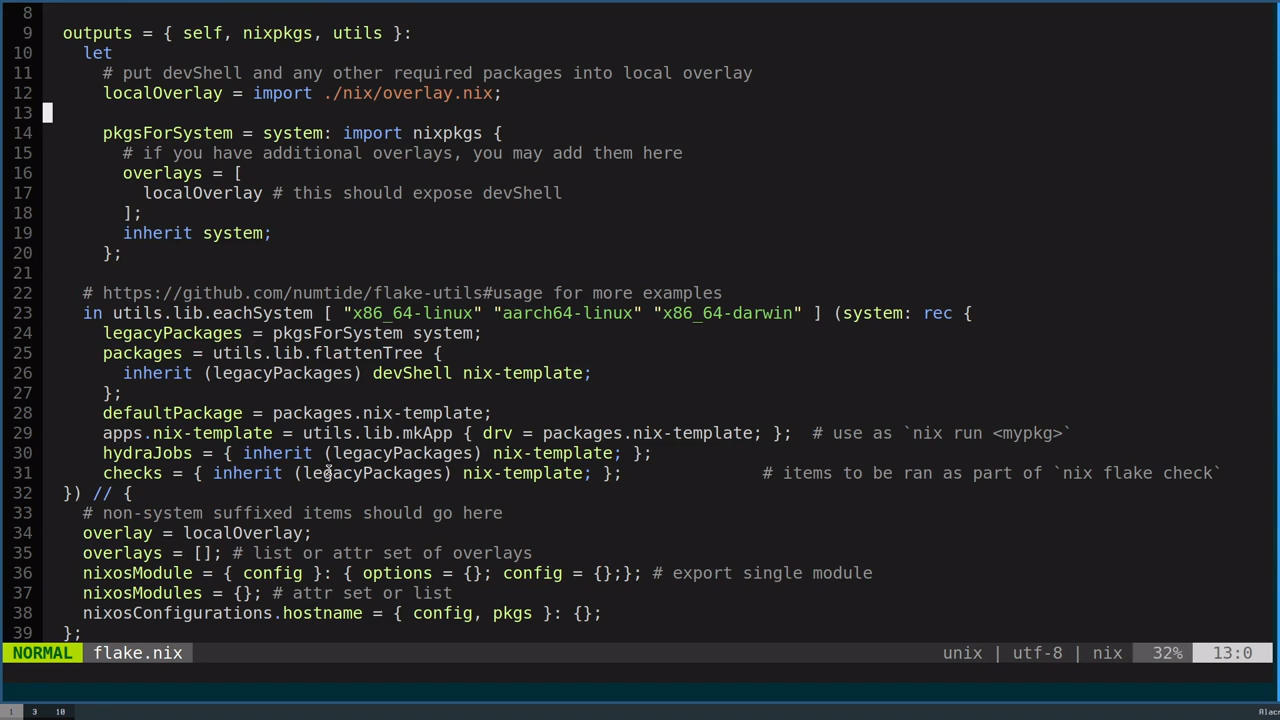 8
9 outputs = { self, nixpkgs, utils }:
10 let
11 # put devShell and any other required packages into local overlay
12 localOverlay = import ./nix/overlay.nix;
13
14 pkgsForSystem = system: import nixpkgs {
15 # if you have additional overlays, you may add them here
16 overlays = [
17 localOverlay # this should expose devShell
18 ];
19 inherit system;
20 };
21
22 # https://github.com/numtide/flake-utils#usage for more examples
23 in utils.lib.eachSystem [ "x86_64-linux" "aarch64-linux" "x86_64-darwin" ] (system: rec {
24 legacyPackages = pkgsForSystem system;
25 packages = utils.lib.flattenTree {
26 inherit (legacyPackages) devShell nix-template;
27 };
28 defaultPackage = packages.nix-template;
29 apps.nix-template = utils.lib.mkApp { drv = packages.nix-template; };  # use as `nix run <mypkg>`
30 hydraJobs = { inherit (legacyPackages) nix-template; };
31 checks = { inherit (legacyPackages) nix-template; };              # items to be ran as part of `nix flake check`
32 }) // {
33 # non-system suffixed items should go here
34 overlay = localOverlay;
35 overlays = []; # list or attr set of overlays
36 nixosModule = { config }: { options = {}; config = {};}; # export single module
37 nixosModules = {}; # attr set or list
38 nixosConfigurations.hostname = { config, pkgs }: {};
39 };
NORMAL flake.nix unix | utf-8 | nix 32% 13:0
1 3 10 Alacr